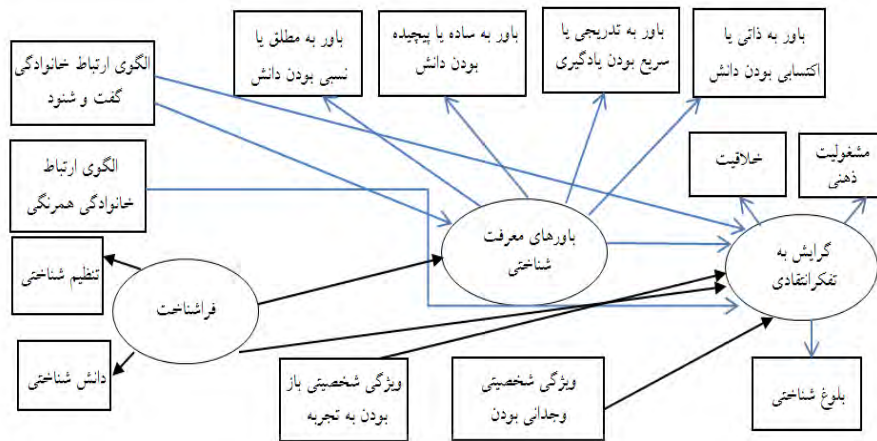 باور به ذاتی یا
اکتسابی بودن دانش
باور به تدریجی یا
سریع بودن یادگیری
باور به ساده یا پیچیده
بودن دانش
باور به مطلق یا
نسبی بودن دانش
الگوی ارتباط خانوادگی
گفت و شنود
الگوی ارتباط
خانوادگی همرنگی
مشغولیت
ذهنی
خلاقیت
باورهای معرفت
شناختی
گرایش به
تفکرانتقادی
تنظیم شناختی
فراشناخت
دانش شناختی
ویژگی شخصیتی باز
بودن به تجربه
ویژگی شخصیتی
وجدانی بودن
بلوغ شناختی